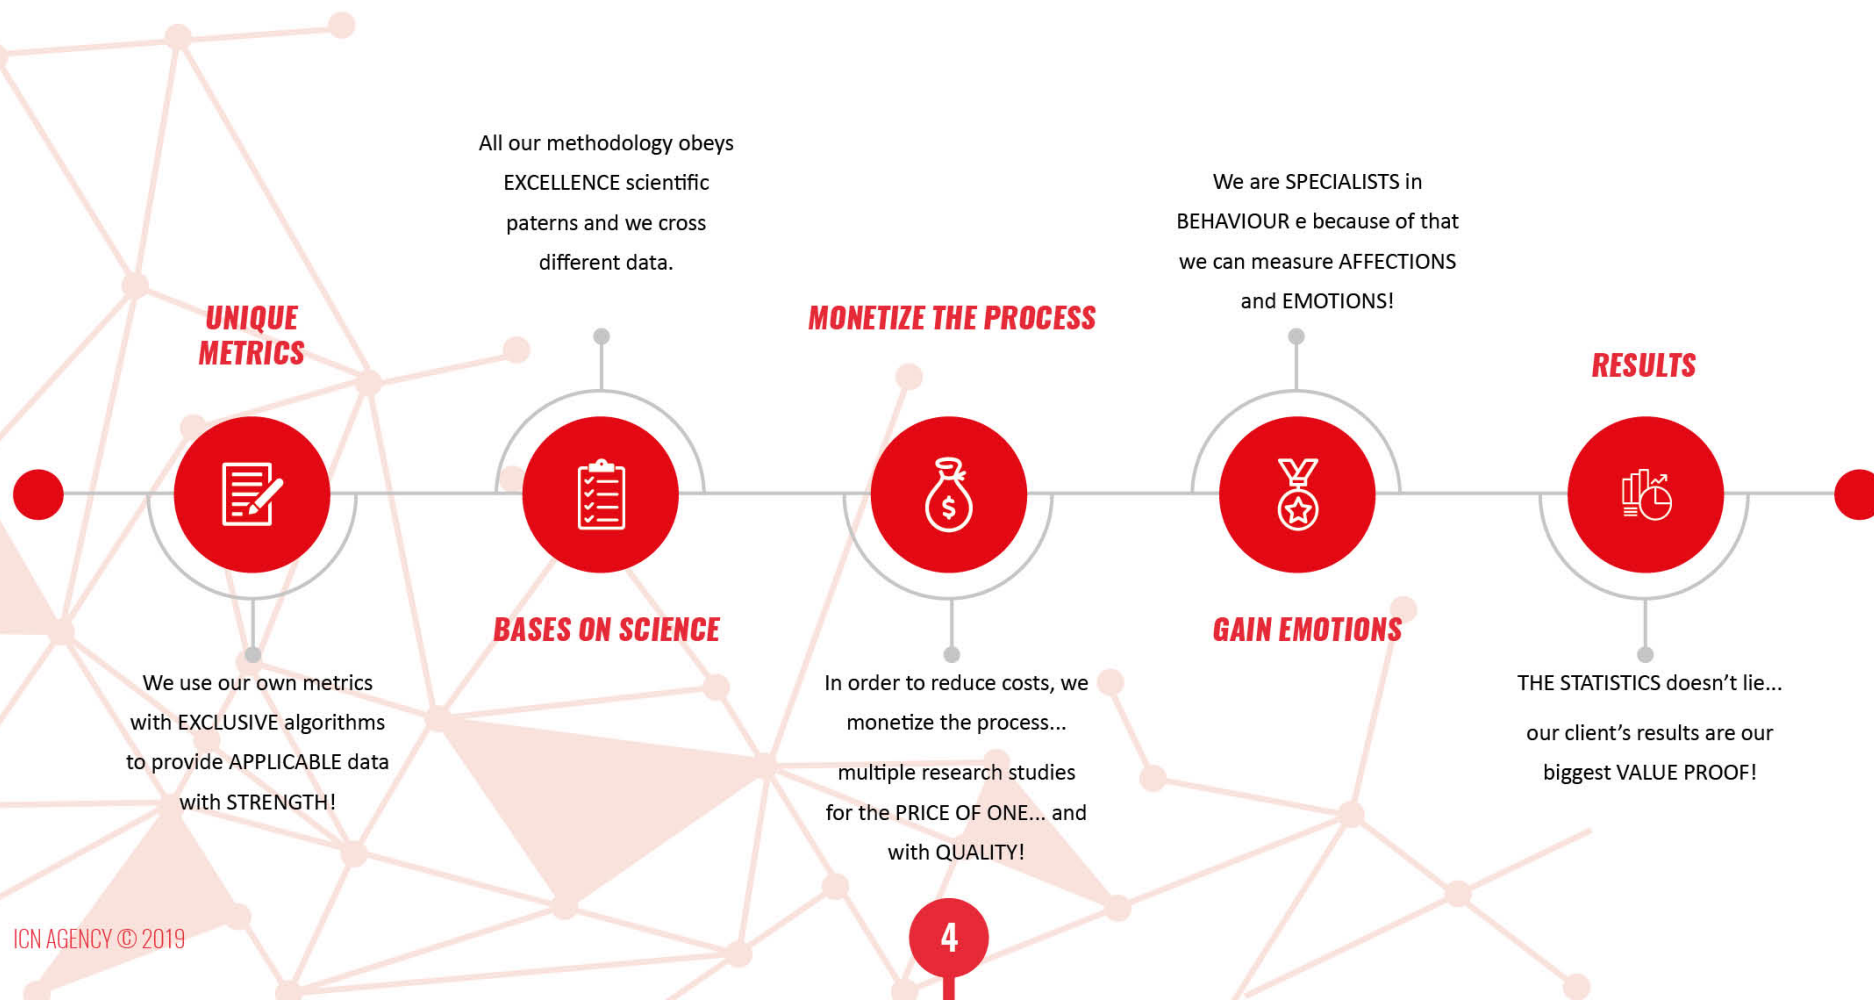 UNIQUE
METRICS
We use our own metrics
with EXCLUSIVE algorithms
to provide APPLICABLE data
with STRENGTH!
All our methodology obeys
EXCELLENCE scientific
paterns and we cross
different data.
BASES ON SCIENCE
MONETIZE THE PROCESS
$
In order to reduce costs, we
monetize the process...
multiple research studies
for the PRICE OF ONE... and
with QUALITY!
We are SPECIALISTS in
BEHAVIOUR e because of that
we can measure AFFECTIONS
and EMOTIONS!
GAIN EMOTIONS
RESULTS
THE STATISTICS doesn’t lie...
our client’s results are our
biggest VALUE PROOF!
ICN AGENCY © 2019
4